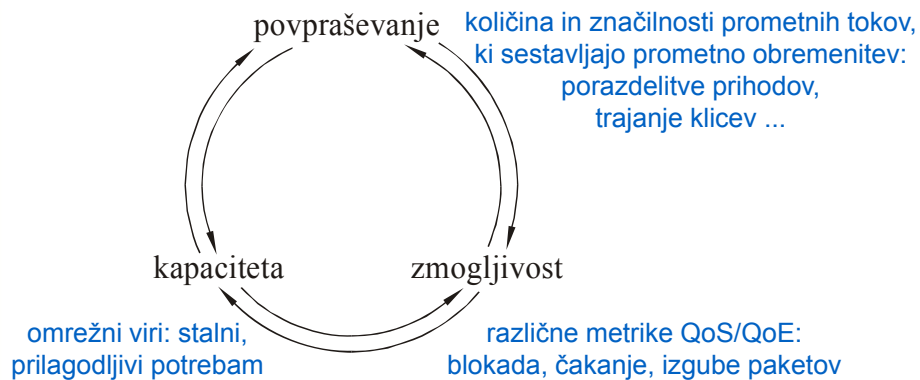 povpraševanje
količina in značilnosti prometnih tokov,
ki sestavljajo prometno obremenitev:
porazdelitve prihodov,
trajanje klicev ...
kapaciteta
zmogljivost
omrežni viri: stalni,
prilagodljivi potrebam
različne metrike QoS/QoE:
blokada, čakanje, izgube paketov